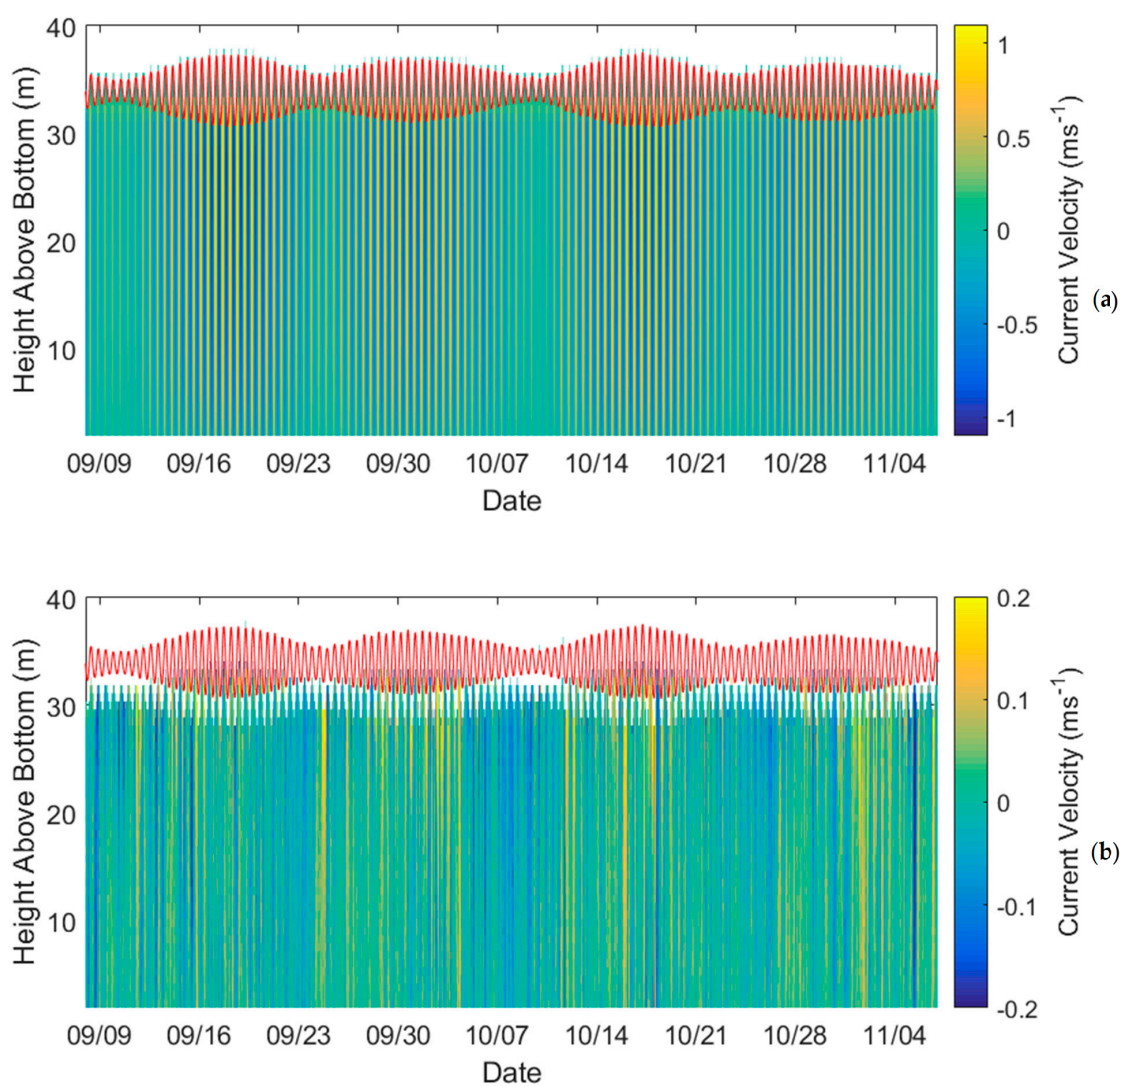 40
30
20
10
Height Above Bottom (m)
09/09 09/16 09/23 09/30 10/07 10/14 10/21 10/28 11/04
Date
1
0.5
0
-0.5
-1
Current Velocity (ms⁻¹)
(a)
40
30
20
10
Height Above Bottom (m)
09/09 09/16 09/23 09/30 10/07 10/14 10/21 10/28 11/04
Date
0.2
0.1
0
-0.1
-0.2
Current Velocity (ms⁻¹)
(b)